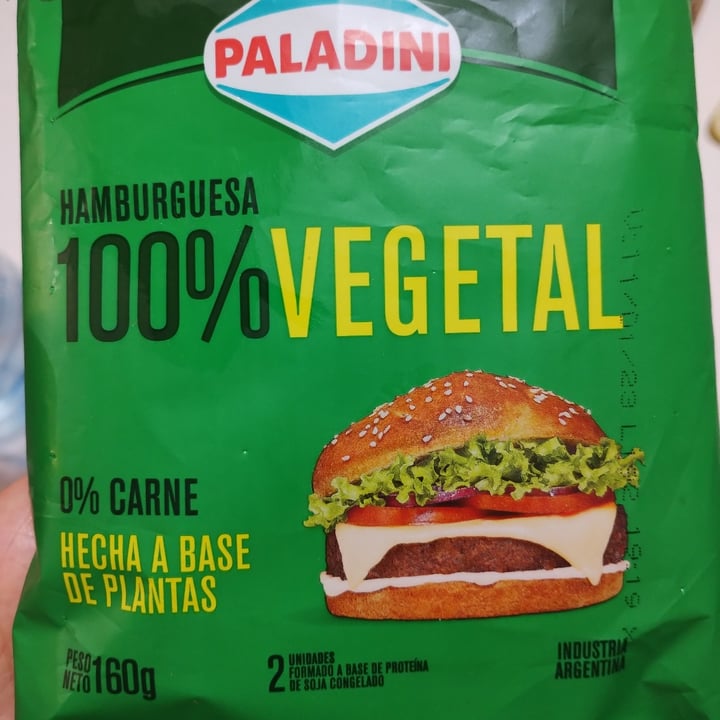 PALADINI
HAMBURGUESA
100% VEGETAL
0% CARNE
HECHA A BASE
DE PLANTAS
PESO
NETO 160g
2 UNIDADES
FORMADO A BASE DE PROTEÍNA
DE SOJA CONGELADO
INDUSTRIA
ARGENTINA